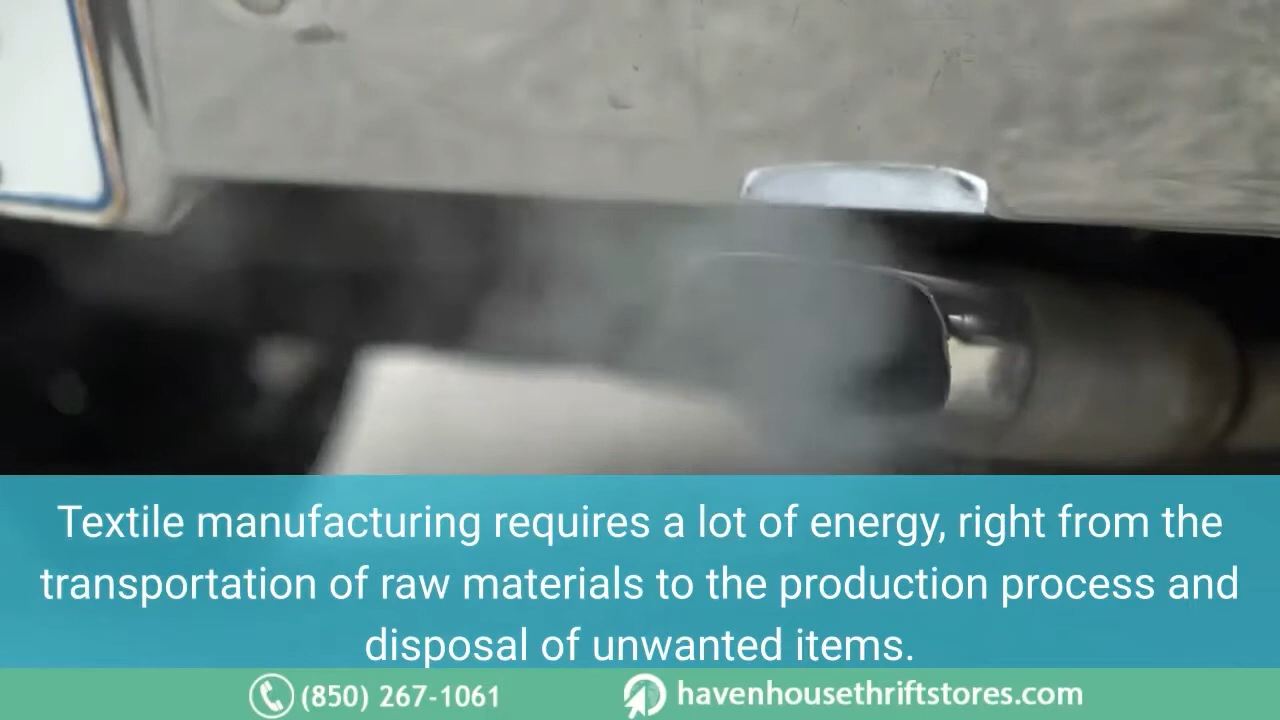 Textile manufacturing requires a lot of energy, right from the
transportation of raw materials to the production process and
disposal of unwanted items.
(850) 267-1061 havenhousethriftstores.com